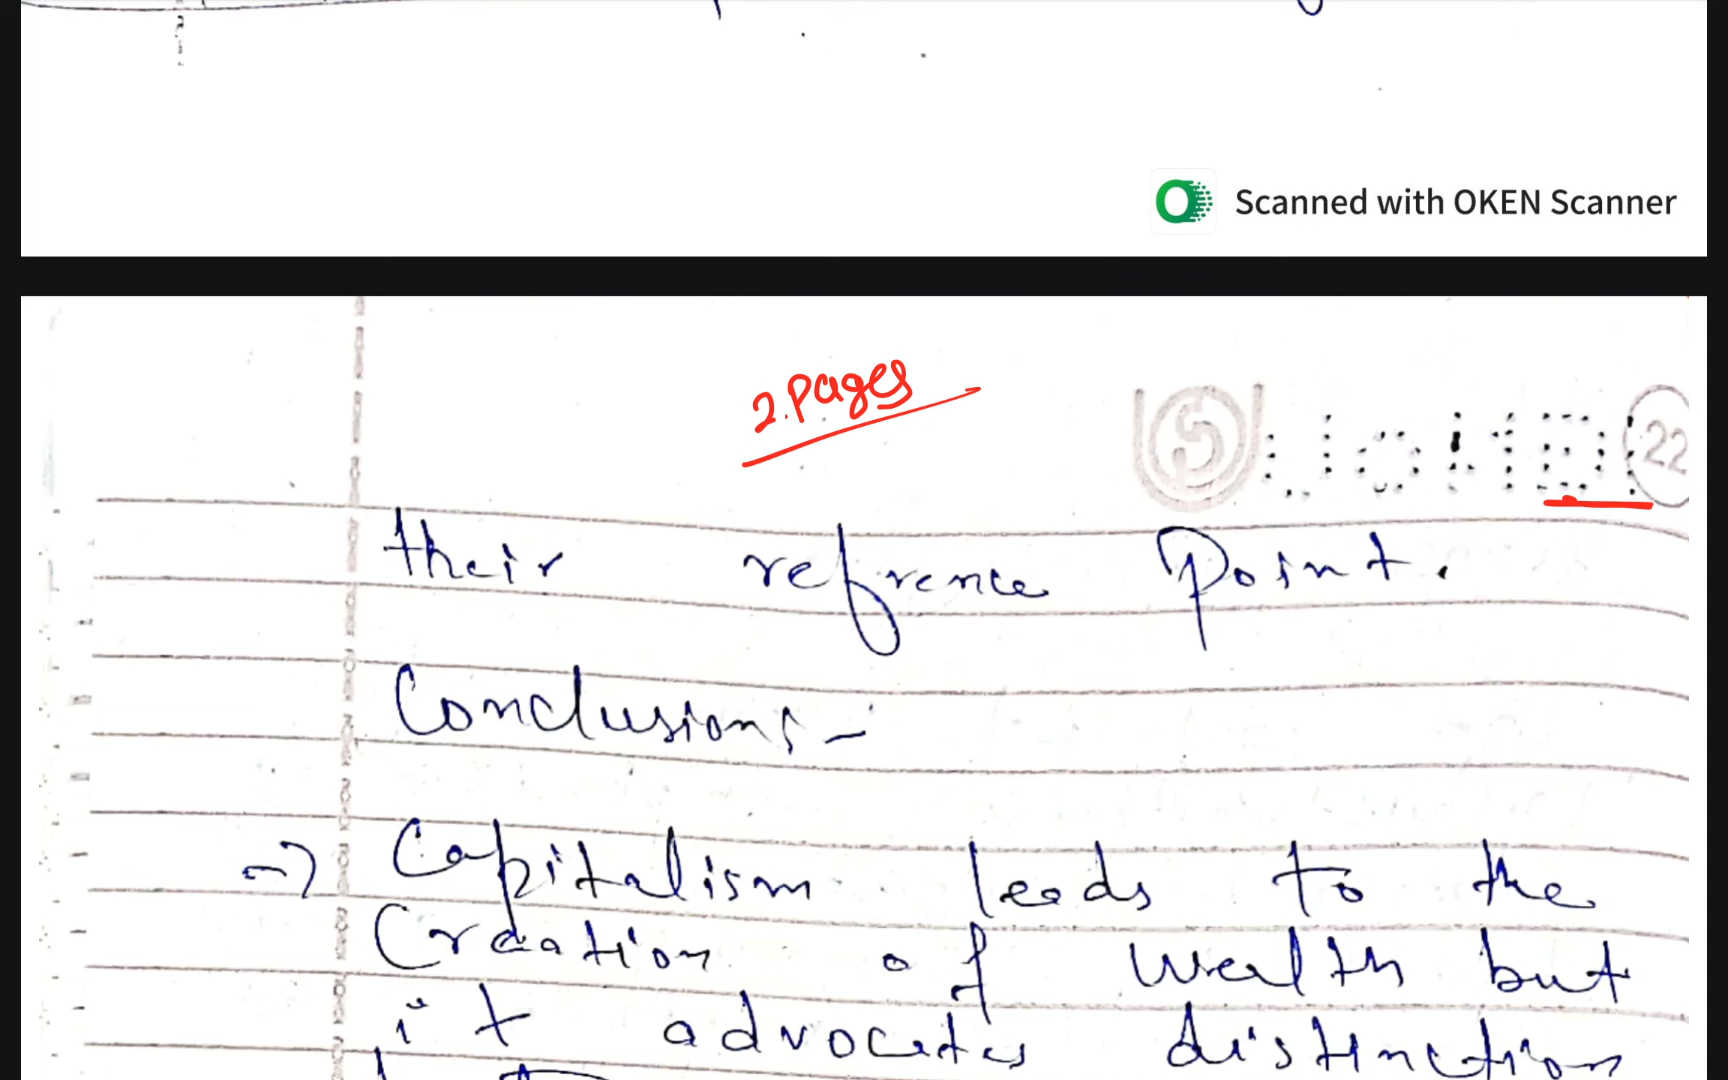 Scanned with OKEN Scanner
2. Pages
22
their refrence Point.
Conclusions -
→ Capitalism leads to the
Creation of wealth but
it advocates distinction